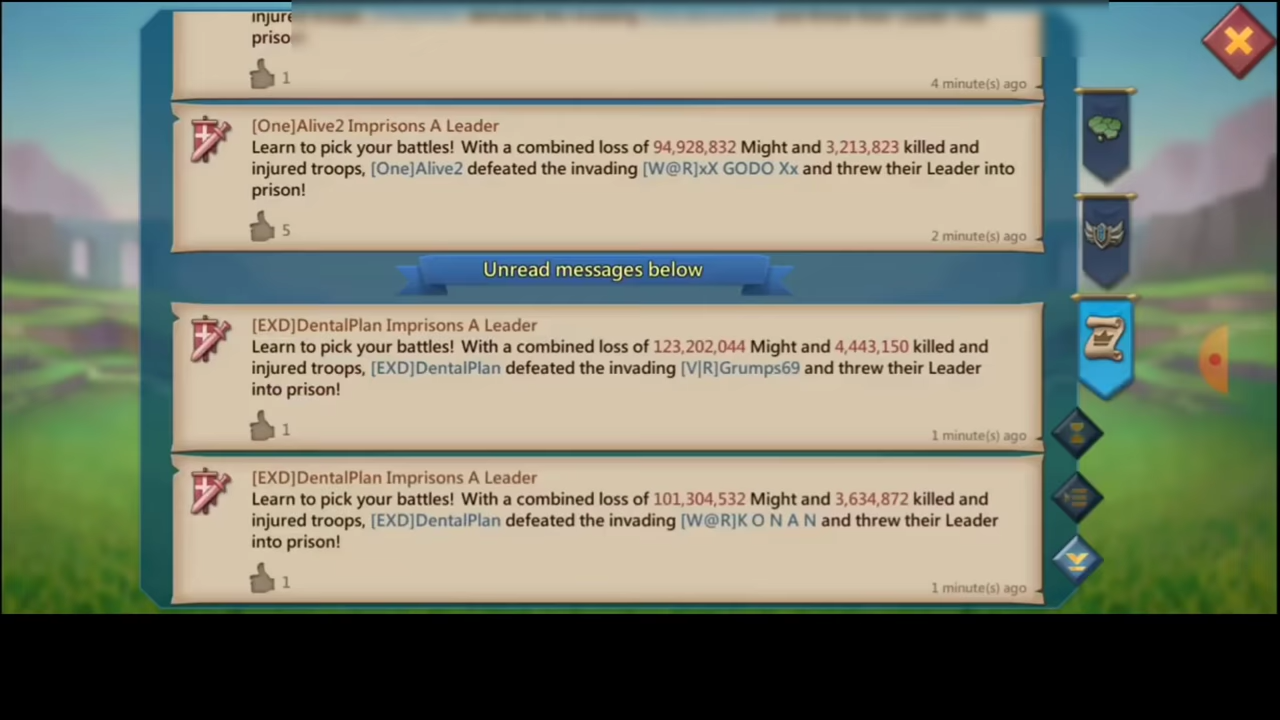 injure
priso
1
4 minute(s) ago
[One]Alive2 Imprisons A Leader
Learn to pick your battles! With a combined loss of 94,928,832 Might and 3,213,823 killed and
injured troops, [One]Alive2 defeated the invading [W@R]xX GODO Xx and threw their Leader into
prison!
5
2 minute(s) ago
Unread messages below
[EXD]DentalPlan Imprisons A Leader
Learn to pick your battles! With a combined loss of 123,202,044 Might and 4,443,150 killed and
injured troops, [EXD]DentalPlan defeated the invading [V|R]Grumps69 and threw their Leader
into prison!
1
1 minute(s) ago
[EXD]DentalPlan Imprisons A Leader
Learn to pick your battles! With a combined loss of 101,304,532 Might and 3,634,872 killed and
injured troops, [EXD]DentalPlan defeated the invading [W@R]K O N A N and threw their Leader
into prison!
1
1 minute(s) ago